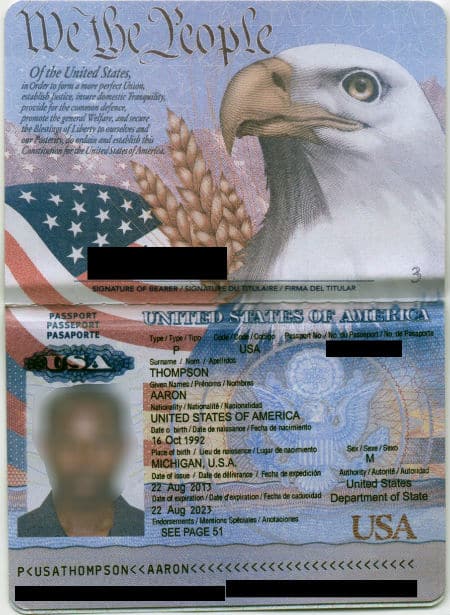 We the People
Of the United States,
in Order to form a more perfect Union,
establish Justice, insure domestic Tranquility,
provide for the common defence,
promote the general Welfare, and secure
the Blessings of Liberty to ourselves and
our Posterity, do ordain and establish this
Constitution for the United States of America.
3
SIGNATURE OF BEARER / SIGNATURE DU TITULAIRE / FIRMA DEL TITULAR
PASSPORT
PASSEPORT
PASAPORTE
USA
UNITED STATES OF AMERICA
Type / Type / Tipo Code / Code / Codigo Passport No / No. du Passeport / No. de Pasaporte
P USA
Surname / Nom / Apellidos
THOMPSON
Given Names / Prénoms / Nombres
AARON
Nationality / Nationalité / Nacionalidad
UNITED STATES OF AMERICA
Date of birth / Date de naissance / Fecha de nacimiento
16 Oct 1992
Place of birth / Lieu de naissance / Lugar de nacimiento Sex / Sexe / Sexo
MICHIGAN, U.S.A. M
Date of issue / Date de délivrance / Fecha de expedición Authority / Autorité / Autoridad
22 Aug 2013 United States
Date of expiration / Date d'expiration / Fecha de caducidad Department of State
22 Aug 2023
Endorsements / Mentions Spéciales / Anotaciones
SEE PAGE 51 USA
P<USATHOMPSON<<AARON<<<<<<<<<<<<<<<<<<<<<<<<